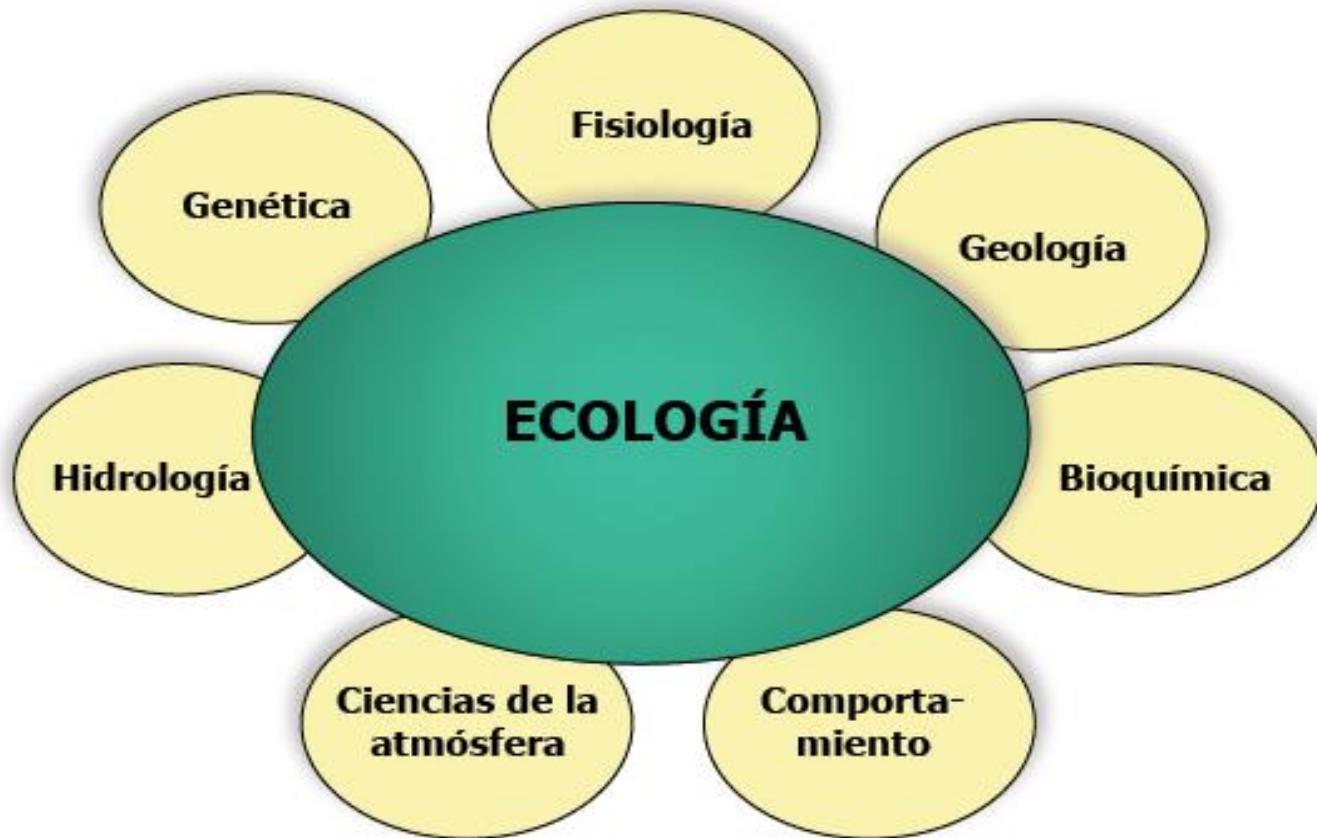 Fisiología
Genética
Geología
ECOLOGÍA
Hidrología
Bioquímica
Ciencias de la
atmósfera
Comporta-
miento